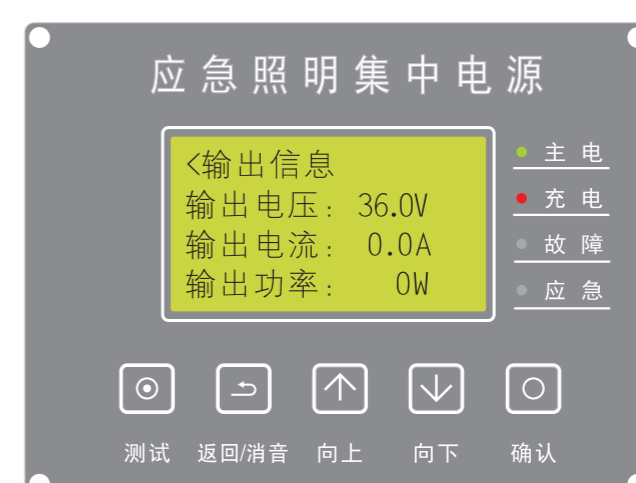 应急照明集中电源
<输出信息
输出电压: 36.0V
输出电流: 0.0A
输出功率: 0W
主电
充电
故障
应急
测试 返回/消音 向上 向下 确认